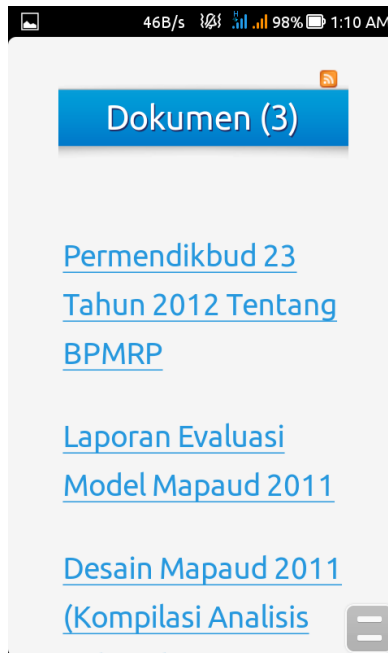 46B/s 98% 1:10 AM
Dokumen (3)
Permendikbud 23
Tahun 2012 Tentang
BPMRP
Laporan Evaluasi
Model Mapaud 2011
Desain Mapaud 2011
(Kompilasi Analisis